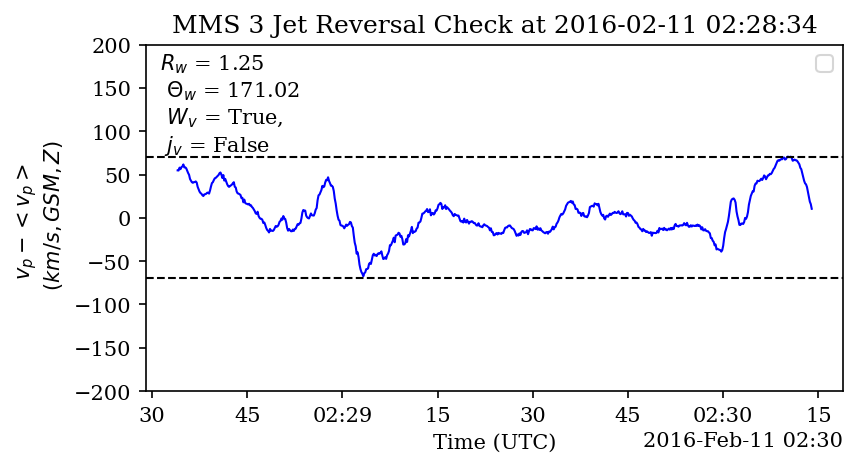 MMS 3 Jet Reversal Check at 2016-02-11 02:28:34
200
150
100
50
0
−50
−100
−150
−200
v_p − < v_p >
(km/s, GSM, Z)
R_w = 1.25
Θ_w = 171.02
W_v = True,
j_v = False
30
45
02:29
15
30
45
02:30
15
Time (UTC)
2016-Feb-11 02:30